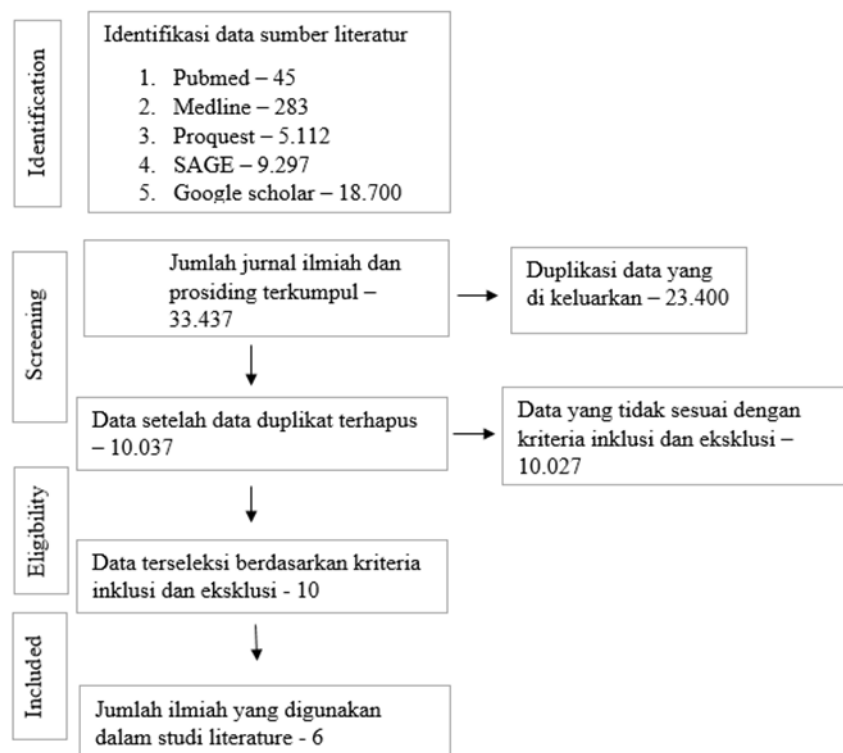 Identification
Identifikasi data sumber literatur
1. Pubmed – 45
2. Medline – 283
3. Proquest – 5.112
4. SAGE – 9.297
5. Google scholar – 18.700
Screening
Jumlah jurnal ilmiah dan
prosiding terkumpul –
33.437
Duplikasi data yang
di keluarkan – 23.400
Data setelah data duplikat terhapus
– 10.037
Data yang tidak sesuai dengan
kriteria inklusi dan eksklusi –
10.027
Eligibility
Data terseleksi berdasarkan kriteria
inklusi dan eksklusi - 10
Included
Jumlah ilmiah yang digunakan
dalam studi literature - 6